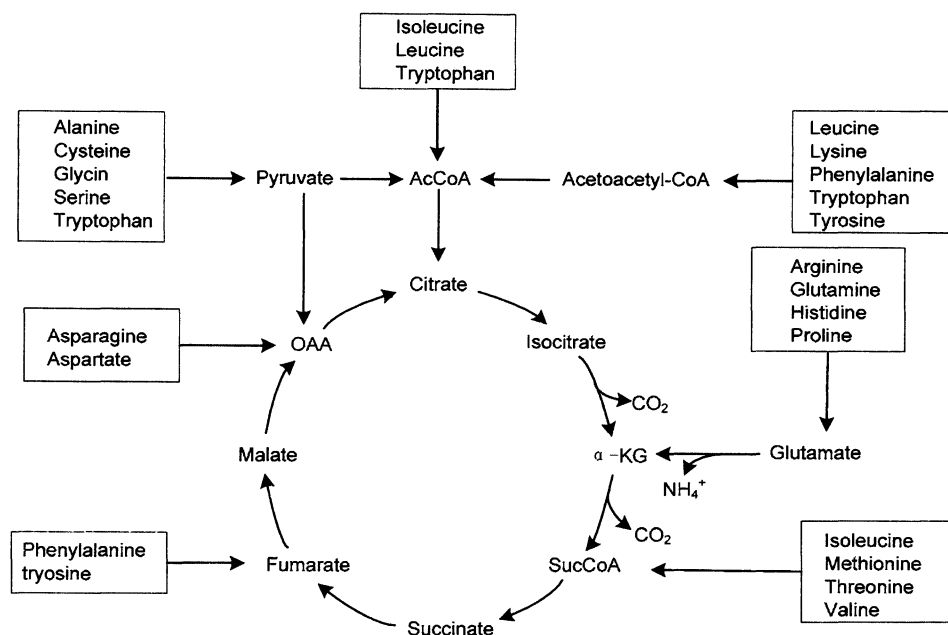 Isoleucine
Leucine
Tryptophan
Alanine
Cysteine
Glycin
Serine
Tryptophan
Pyruvate
AcCoA
Acetoacetyl-CoA
Leucine
Lysine
Phenylalanine
Tryptophan
Tyrosine
Citrate
Arginine
Glutamine
Histidine
Proline
Asparagine
Aspartate
OAA
Isocitrate
CO₂
Malate
α-KG
Glutamate
NH₄⁺
CO₂
Phenylalanine
tryosine
Fumarate
SucCoA
Isoleucine
Methionine
Threonine
Valine
Succinate